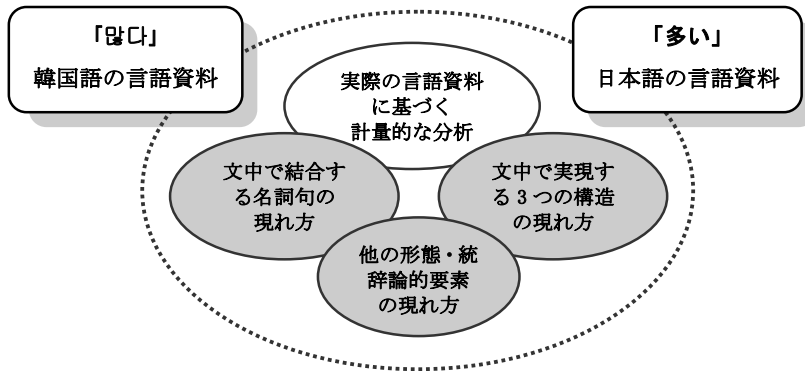 「많다」
韓国語の言語資料
「多い」
日本語の言語資料
実際の言語資料
に基づく
計量的な分析
文中で結合す
る名詞句の
現れ方
文中で実現す
る3つの構造
の現れ方
他の形態・統
辞論的要素
の現れ方